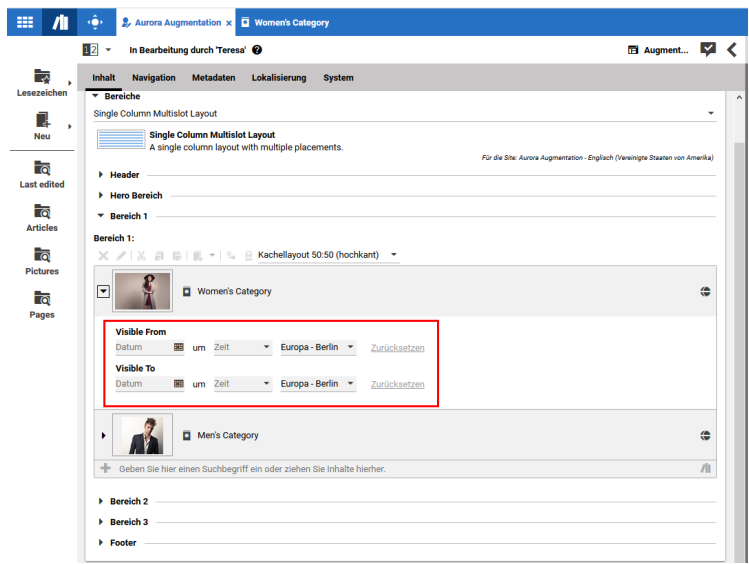 Aurora Augmentation × Women's Category
12 In Bearbeitung durch 'Teresa' ? Augment...
Lesezeichen
Neu
Last edited
Articles
Pictures
Pages
Inhalt Navigation Metadaten Lokalisierung System
Bereiche
Single Column Multislot Layout
Single Column Multislot Layout
A single column layout with multiple placements.
Für die Site: Aurora Augmentation - Englisch (Vereinigte Staaten von Amerika)
Header
Hero Bereich
Bereich 1
Bereich 1:
Kachellayout 50:50 (hochkant)
Women's Category
Visible From
Datum um Zeit Europa - Berlin Zurücksetzen
Visible To
Datum um Zeit Europa - Berlin Zurücksetzen
Men's Category
Geben Sie hier einen Suchbegriff ein oder ziehen Sie Inhalte hierher.
Bereich 2
Bereich 3
Footer